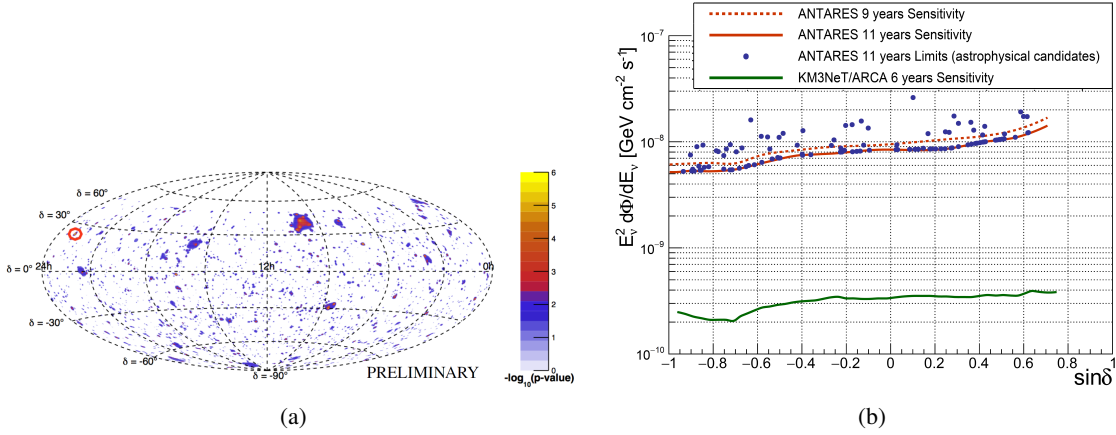 δ = 60°
δ = 30°
δ = 0°
24h
12h
0h
δ = -30°
δ = -60°
δ = -90°
PRELIMINARY
6
5
4
3
2
1
0
-log₁₀(p-value)
(a)
ANTARES 9 years Sensitivity
ANTARES 11 years Sensitivity
ANTARES 11 years Limits (astrophysical candidates)
KM3NeT/ARCA 6 years Sensitivity
E²ᵥ dΦ/dEᵥ [GeV cm⁻² s⁻¹]
10⁻⁷
10⁻⁸
10⁻⁹
10⁻¹⁰
−1 −0.8 −0.6 −0.4 −0.2 0 0.2 0.4 0.6 0.8 1
sinδ
(b)